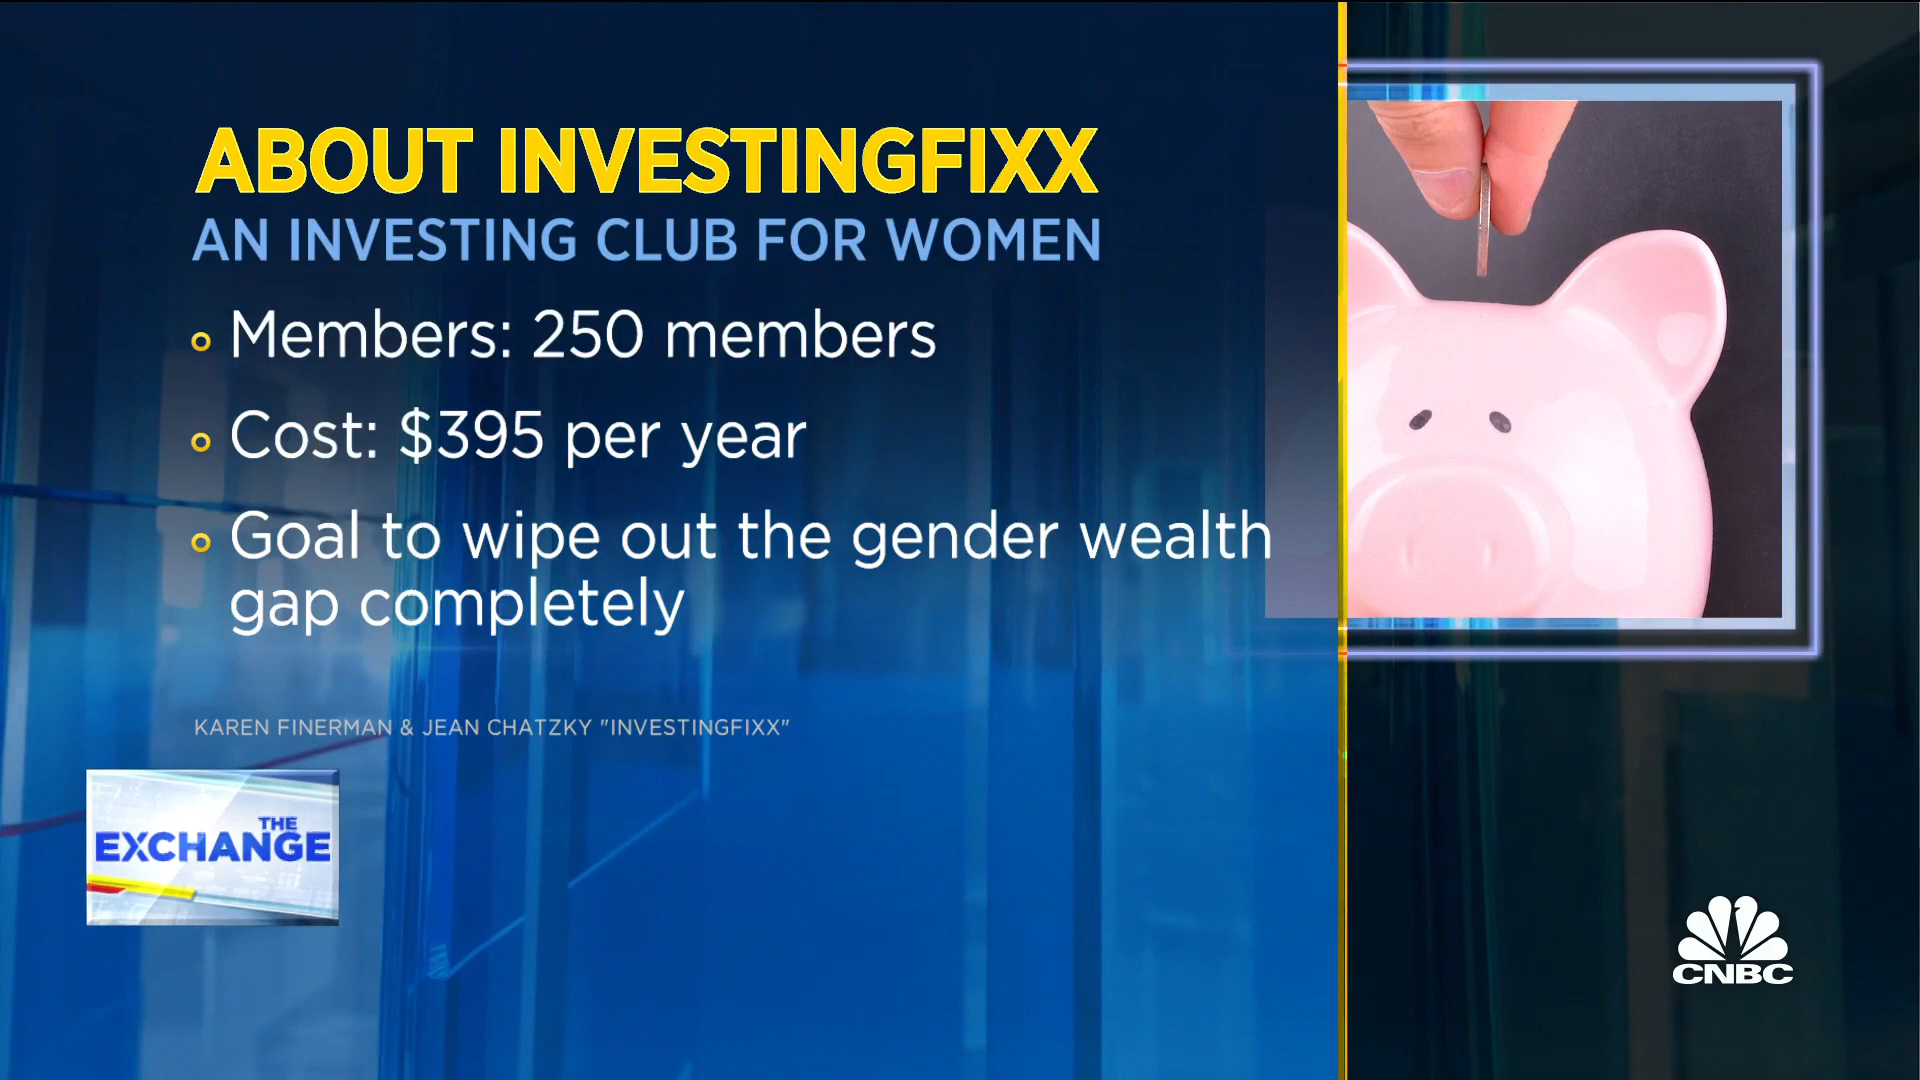 ABOUT INVESTINGFIXX
AN INVESTING CLUB FOR WOMEN
Members: 250 members
Cost: $395 per year
Goal to wipe out the gender wealth
gap completely
KAREN FINERMAN & JEAN CHATZKY "INVESTINGFIXX"
THE
EXCHANGE
CNBC